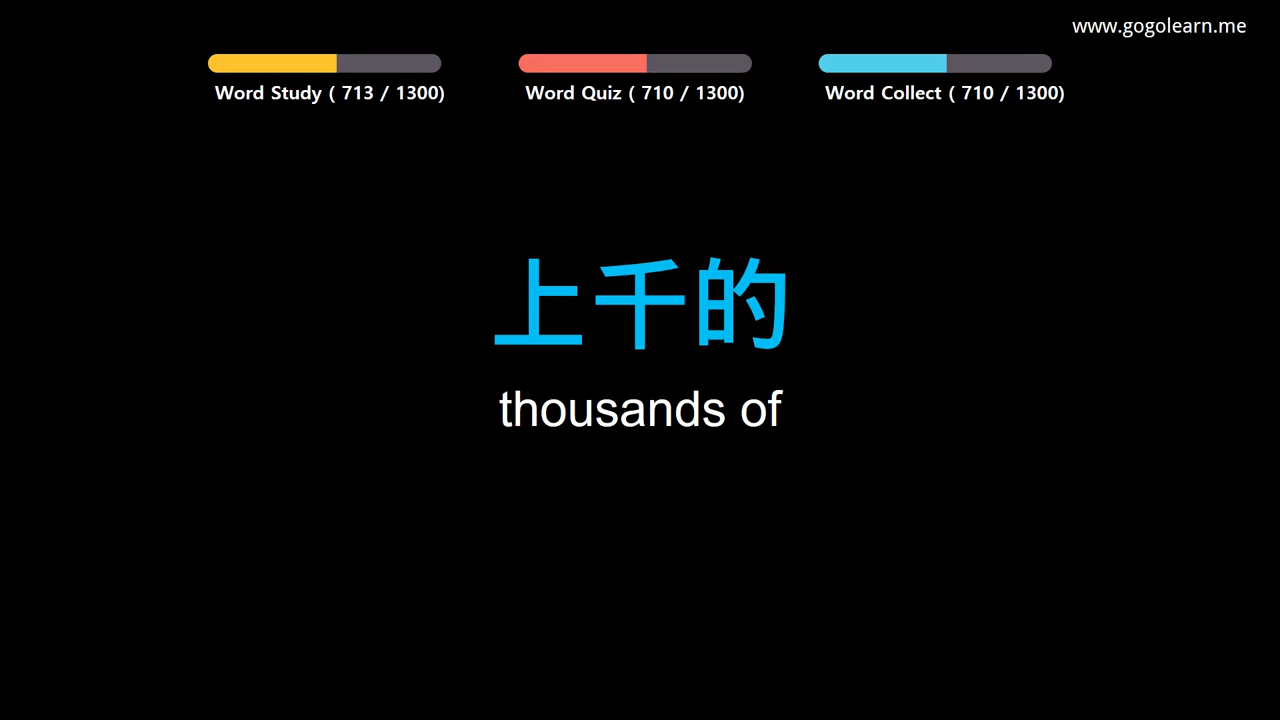 www.gogolearn.me
Word Study ( 713 / 1300)
Word Quiz ( 710 / 1300)
Word Collect ( 710 / 1300)
上千的
thousands of